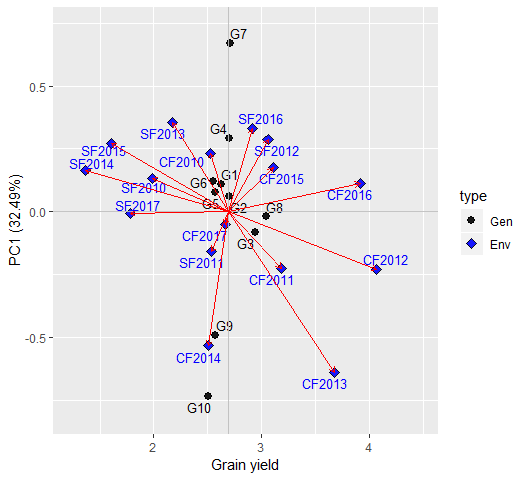 G7
0.5
SF2016
SF2013
G4
SF2015
SF2012
SF2014
CF2010
CF2015
type
G6
G1
SF2010
CF2016
Gen
PC1 (32.49%)
0.0
SF2017
G5
G2
G8
Env
CF2017
G3
SF2011
CF2012
CF2011
-0.5
G9
CF2014
CF2013
G10
2
3
4
Grain yield